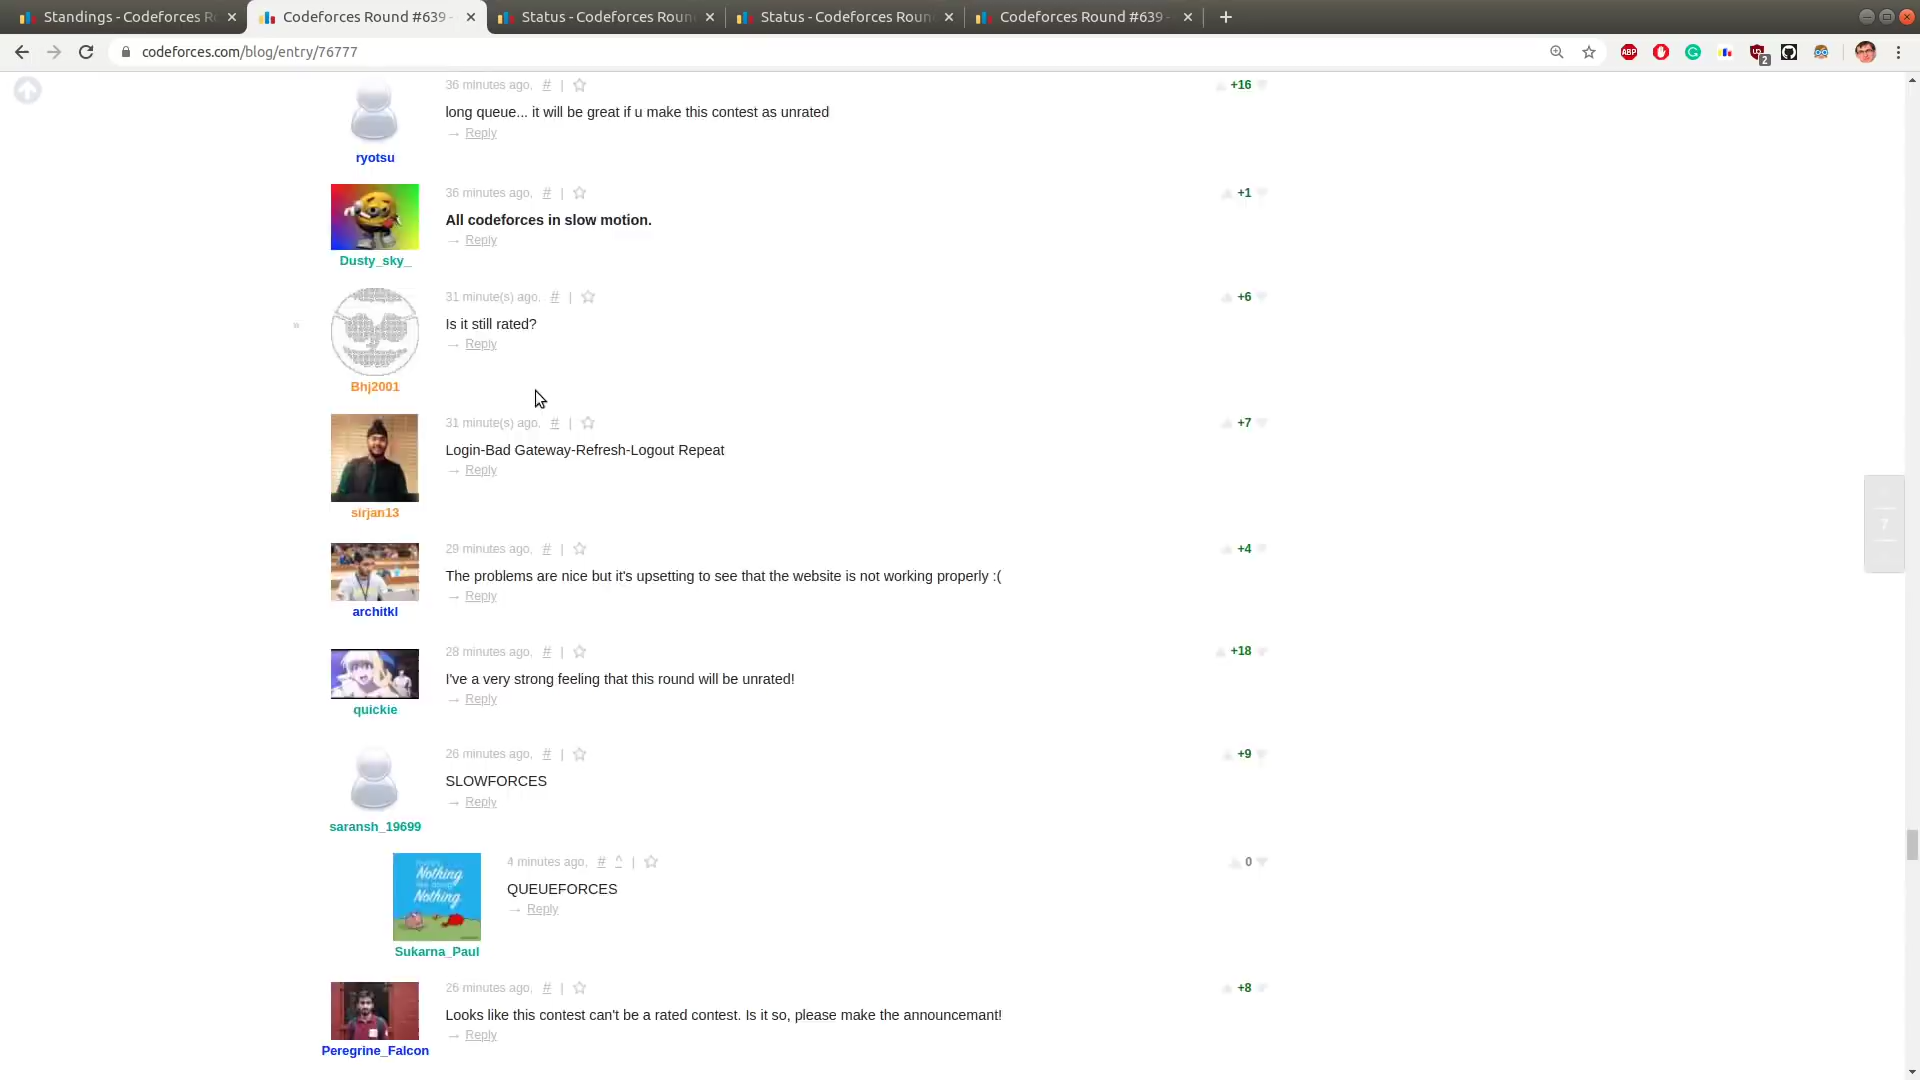 Standings - Codeforces Ro
Codeforces Round #639 -
Status - Codeforces Roun
Status - Codeforces Roun
Codeforces Round #639 -
codeforces.com/blog/entry/76777
ABP
2
36 minutes ago, # |
+16
long queue... it will be great if u make this contest as unrated
→ Reply
ryotsu
36 minutes ago, # |
+1
All codeforces in slow motion.
→ Reply
Dusty_sky_
31 minute(s) ago, # |
+6
»
Is it still rated?
→ Reply
Bhj2001
31 minute(s) ago, # |
+7
Login-Bad Gateway-Refresh-Logout Repeat
→ Reply
sirjan13
7
29 minutes ago, # |
+4
The problems are nice but it's upsetting to see that the website is not working properly :(
→ Reply
architkl
28 minutes ago, # |
+18
I've a very strong feeling that this round will be unrated!
→ Reply
quickie
26 minutes ago, # |
+9
SLOWFORCES
→ Reply
saransh_19699
4 minutes ago, # ^ |
0
Nothing
Nothing
QUEUEFORCES
→ Reply
Sukarna_Paul
26 minutes ago, # |
+8
Looks like this contest can't be a rated contest. Is it so, please make the announcemant!
→ Reply
Peregrine_Falcon